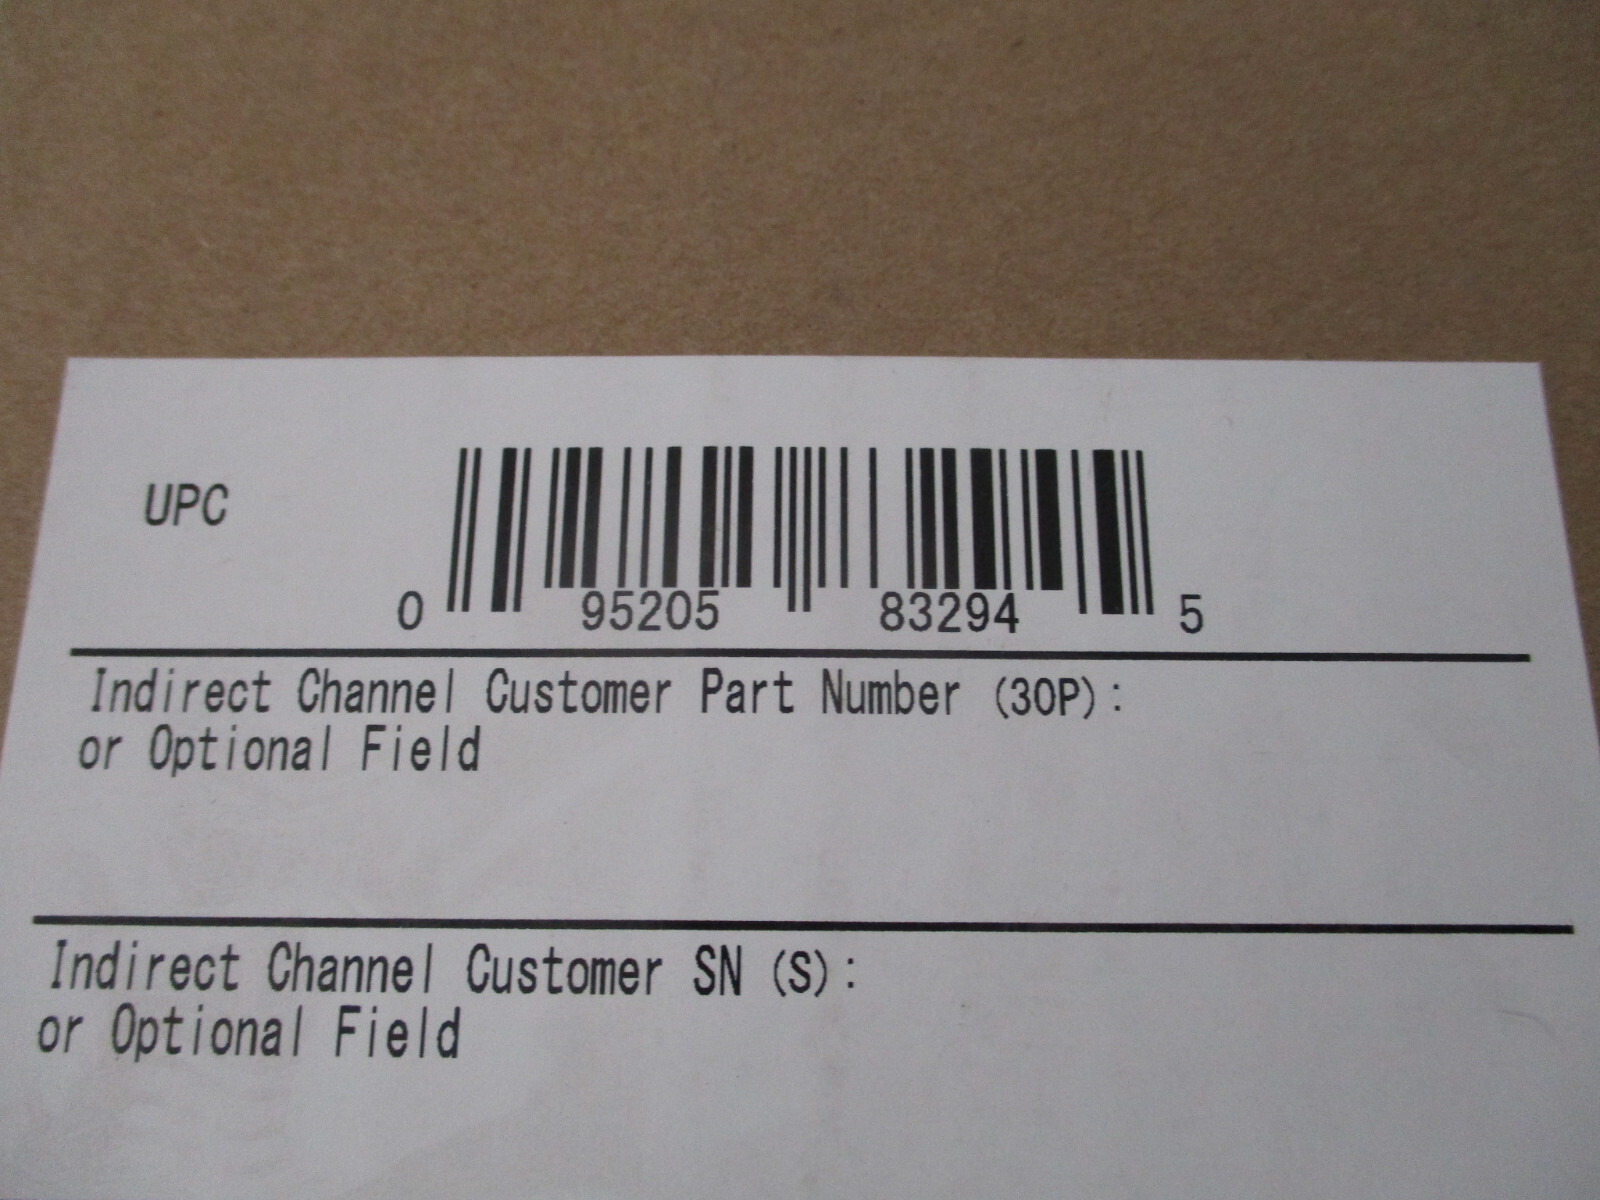 UPC
0 95205 83294 5
Indirect Channel Customer Part Number (30P):
or Optional Field
Indirect Channel Customer SN (S):
or Optional Field